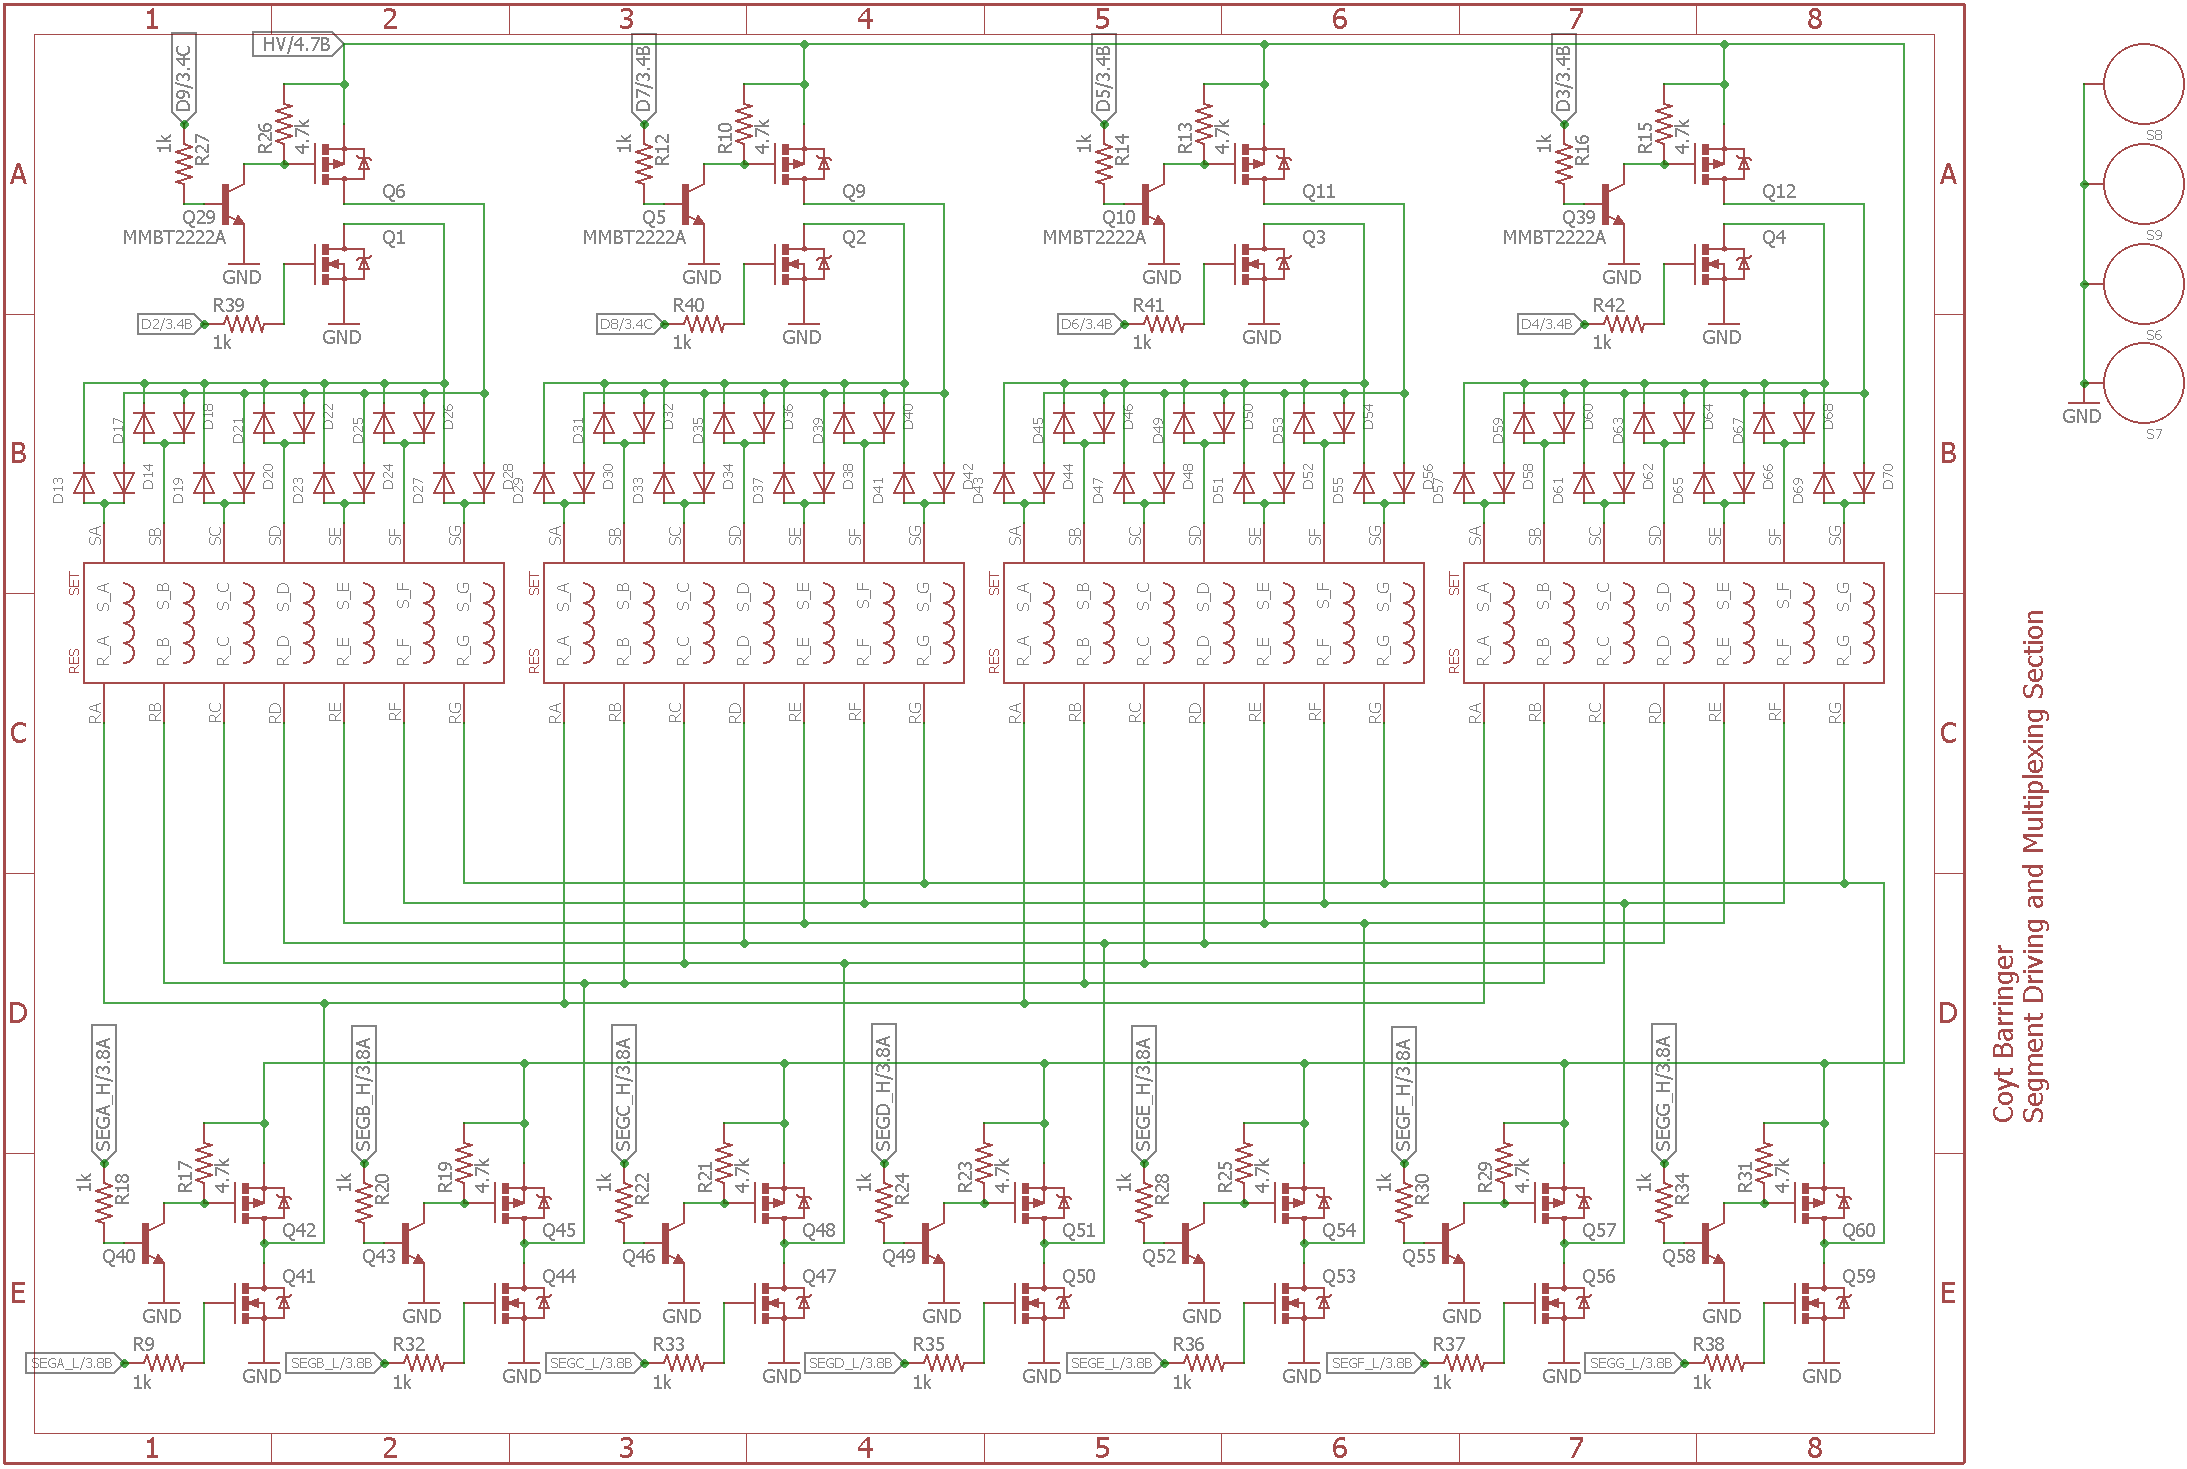 1 2 3 4 5 6 7 8
D9/3.4C HV/4.7B D7/3.4B D5/3.4B D3/3.4B
1k R27 R26 4.7k 1k R12 R10 4.7k 1k R14 R13 4.7k 1k R16 R15 4.7k
A A
S8
Q29 Q6 Q5 Q9 Q10 Q11 Q39 Q12
MMBT2222A Q1 MMBT2222A Q2 MMBT2222A Q3 MMBT2222A Q4
S9
GND GND GND GND
R39 R40 R41 R42
D2/3.4B D8/3.4C D6/3.4B D4/3.4B
1k GND 1k GND 1k GND 1k GND
S6
D17 D18 D21 D22 D25 D26 D31 D32 D35 D36 D39 D40 D45 D46 D49 D50 D53 D54 D59 D60 D63 D64 D67 D68
GND
S7
B B
D13 D14 D19 D20 D23 D24 D27 D28 D29 D30 D33 D34 D37 D38 D41 D42 D43 D44 D47 D48 D51 D52 D55 D56 D57 D58 D61 D62 D65 D66 D69 D70
SA SB SC SD SE SF SG SA SB SC SD SE SF SG SA SB SC SD SE SF SG SA SB SC SD SE SF SG
SET S_A S_B S_C S_D S_E S_F S_G SET S_A S_B S_C S_D S_E S_F S_G SET S_A S_B S_C S_D S_E S_F S_G SET S_A S_B S_C S_D S_E S_F S_G
RES R_A R_B R_C R_D R_E R_F R_G RES R_A R_B R_C R_D R_E R_F R_G RES R_A R_B R_C R_D R_E R_F R_G RES R_A R_B R_C R_D R_E R_F R_G
RA RB RC RD RE RF RG RA RB RC RD RE RF RG RA RB RC RD RE RF RG RA RB RC RD RE RF RG
C C
D D
SEGA_H/3.8A SEGB_H/3.8A SEGC_H/3.8A SEGD_H/3.8A SEGE_H/3.8A SEGF_H/3.8A SEGG_H/3.8A
1k R18 R17 4.7k 1k R20 R19 4.7k 1k R22 R21 4.7k 1k R24 R23 4.7k 1k R28 R25 4.7k 1k R30 R29 4.7k 1k R34 R31 4.7k
Q42 Q45 Q48 Q51 Q54 Q57 Q60
Q40 Q43 Q46 Q49 Q52 Q55 Q58
Q41 Q44 Q47 Q50 Q53 Q56 Q59
E E
GND GND GND GND GND GND GND
R9 R32 R33 R35 R36 R37 R38
SEGA_L/3.8B SEGB_L/3.8B SEGC_L/3.8B SEGD_L/3.8B SEGE_L/3.8B SEGF_L/3.8B SEGG_L/3.8B
1k GND 1k GND 1k GND 1k GND 1k GND 1k GND 1k GND
1 2 3 4 5 6 7 8
Coyt Barringer
Segment Driving and Multiplexing Section